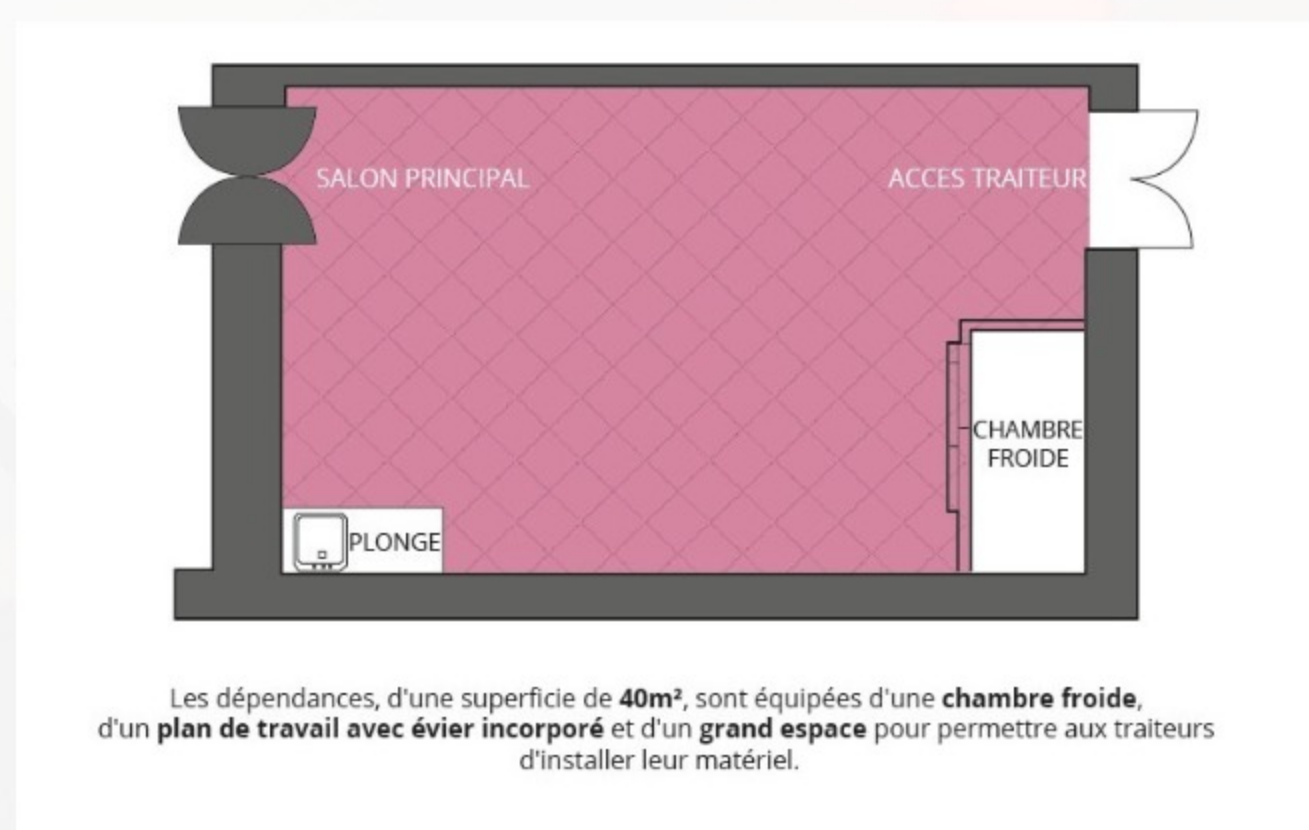 SALON PRINCIPAL
ACCES TRAITEUR
CHAMBRE
FROIDE
PLONGE
Les dépendances, d'une superficie de 40m², sont équipées d'une chambre froide,
d'un plan de travail avec évier incorporé et d'un grand espace pour permettre aux traiteurs
d'installer leur matériel.